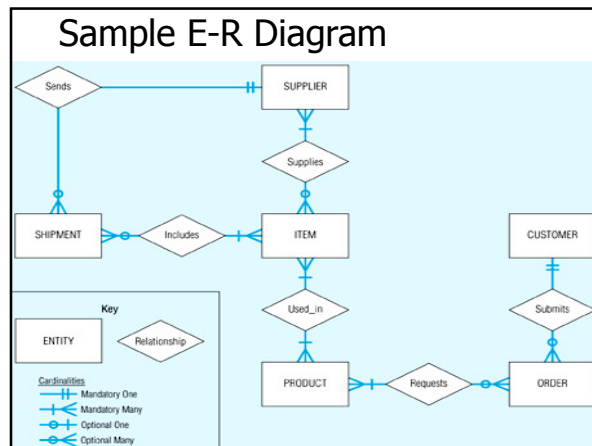 Sample E-R Diagram
Sends
SUPPLIER
Supplies
SHIPMENT
Includes
ITEM
CUSTOMER
Key
ENTITY
Relationship
Used_in
Submits
Cardinalities
Mandatory One
Mandatory Many
Optional One
Optional Many
PRODUCT
Requests
ORDER